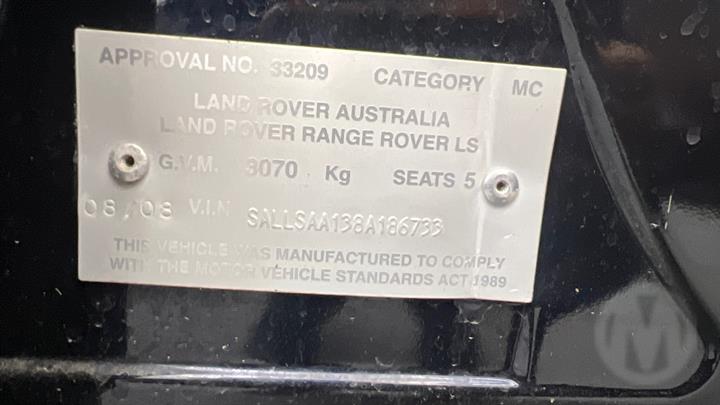 APPROVAL NO. 33209 CATEGORY MC
LAND ROVER AUSTRALIA
LAND ROVER RANGE ROVER LS
G.V.M. 3070 Kg SEATS 5
08/08 V.I.N SALLSAA138A186733
THIS VEHICLE WAS MANUFACTURED TO COMPLY
WITH THE MOTOR VEHICLE STANDARDS ACT 1989
M